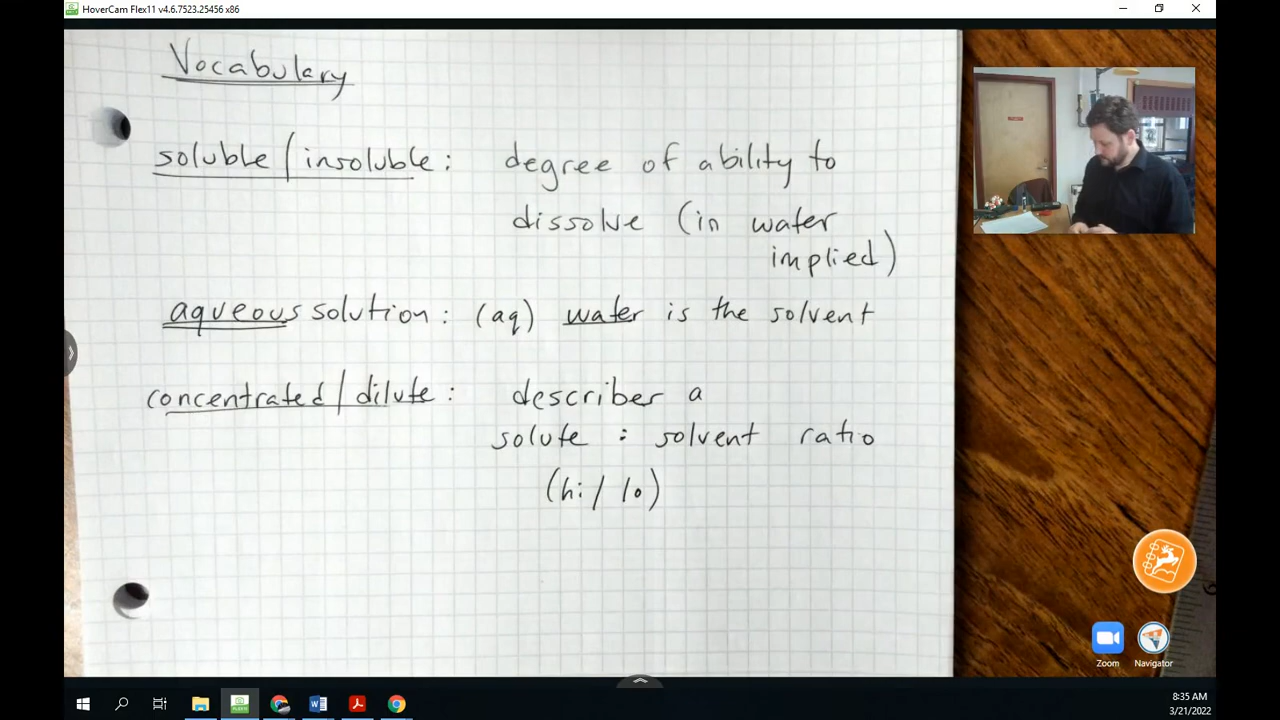 HoverCam Flex11 v4.6.7523.25456 x86
Vocabulary
soluble/insoluble: degree of ability to
dissolve (in water
implied)
aqueous solution: (aq) water is the solvent
concentrated/dilute: describer a
solute : solvent ratio
(hi/lo)
Zoom
Navigator
8:35 AM
3/21/2022